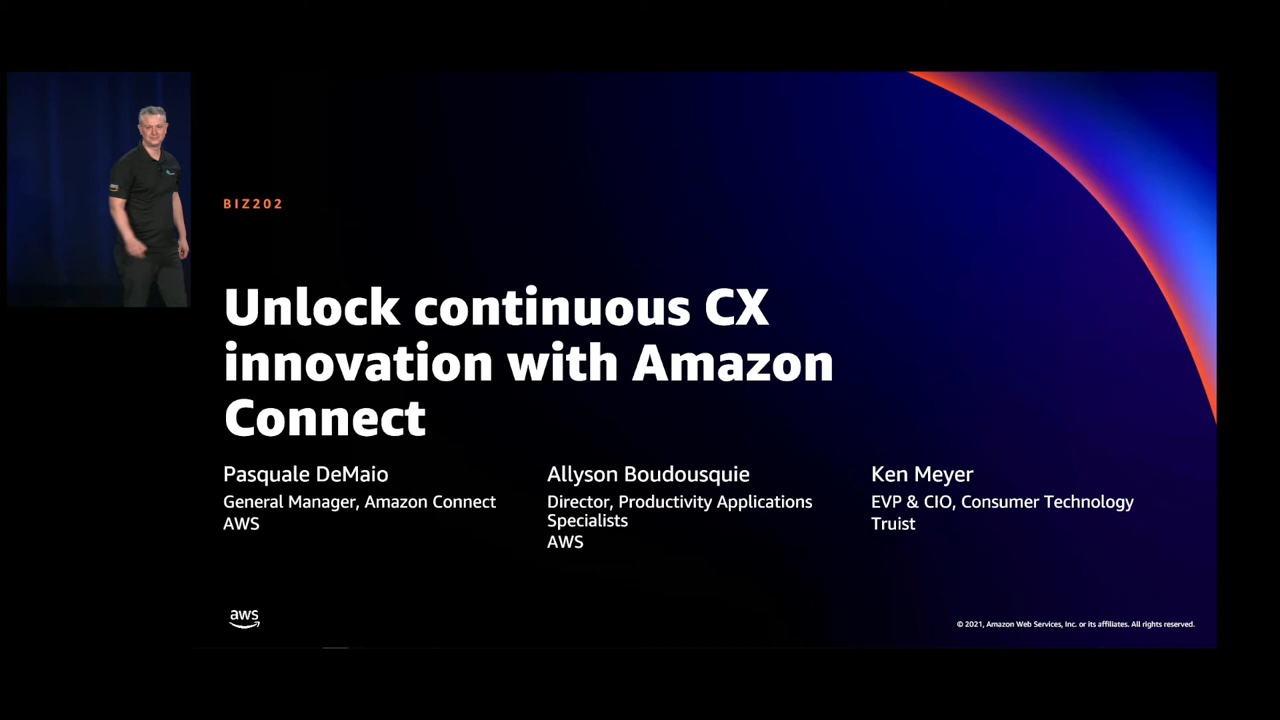 BIZ202
Unlock continuous CX
innovation with Amazon
Connect
Pasquale DeMaio
General Manager, Amazon Connect
AWS
Allyson Boudousquie
Director, Productivity Applications
Specialists
AWS
Ken Meyer
EVP & CIO, Consumer Technology
Truist
aws
© 2021, Amazon Web Services, Inc. or its affiliates. All rights reserved.